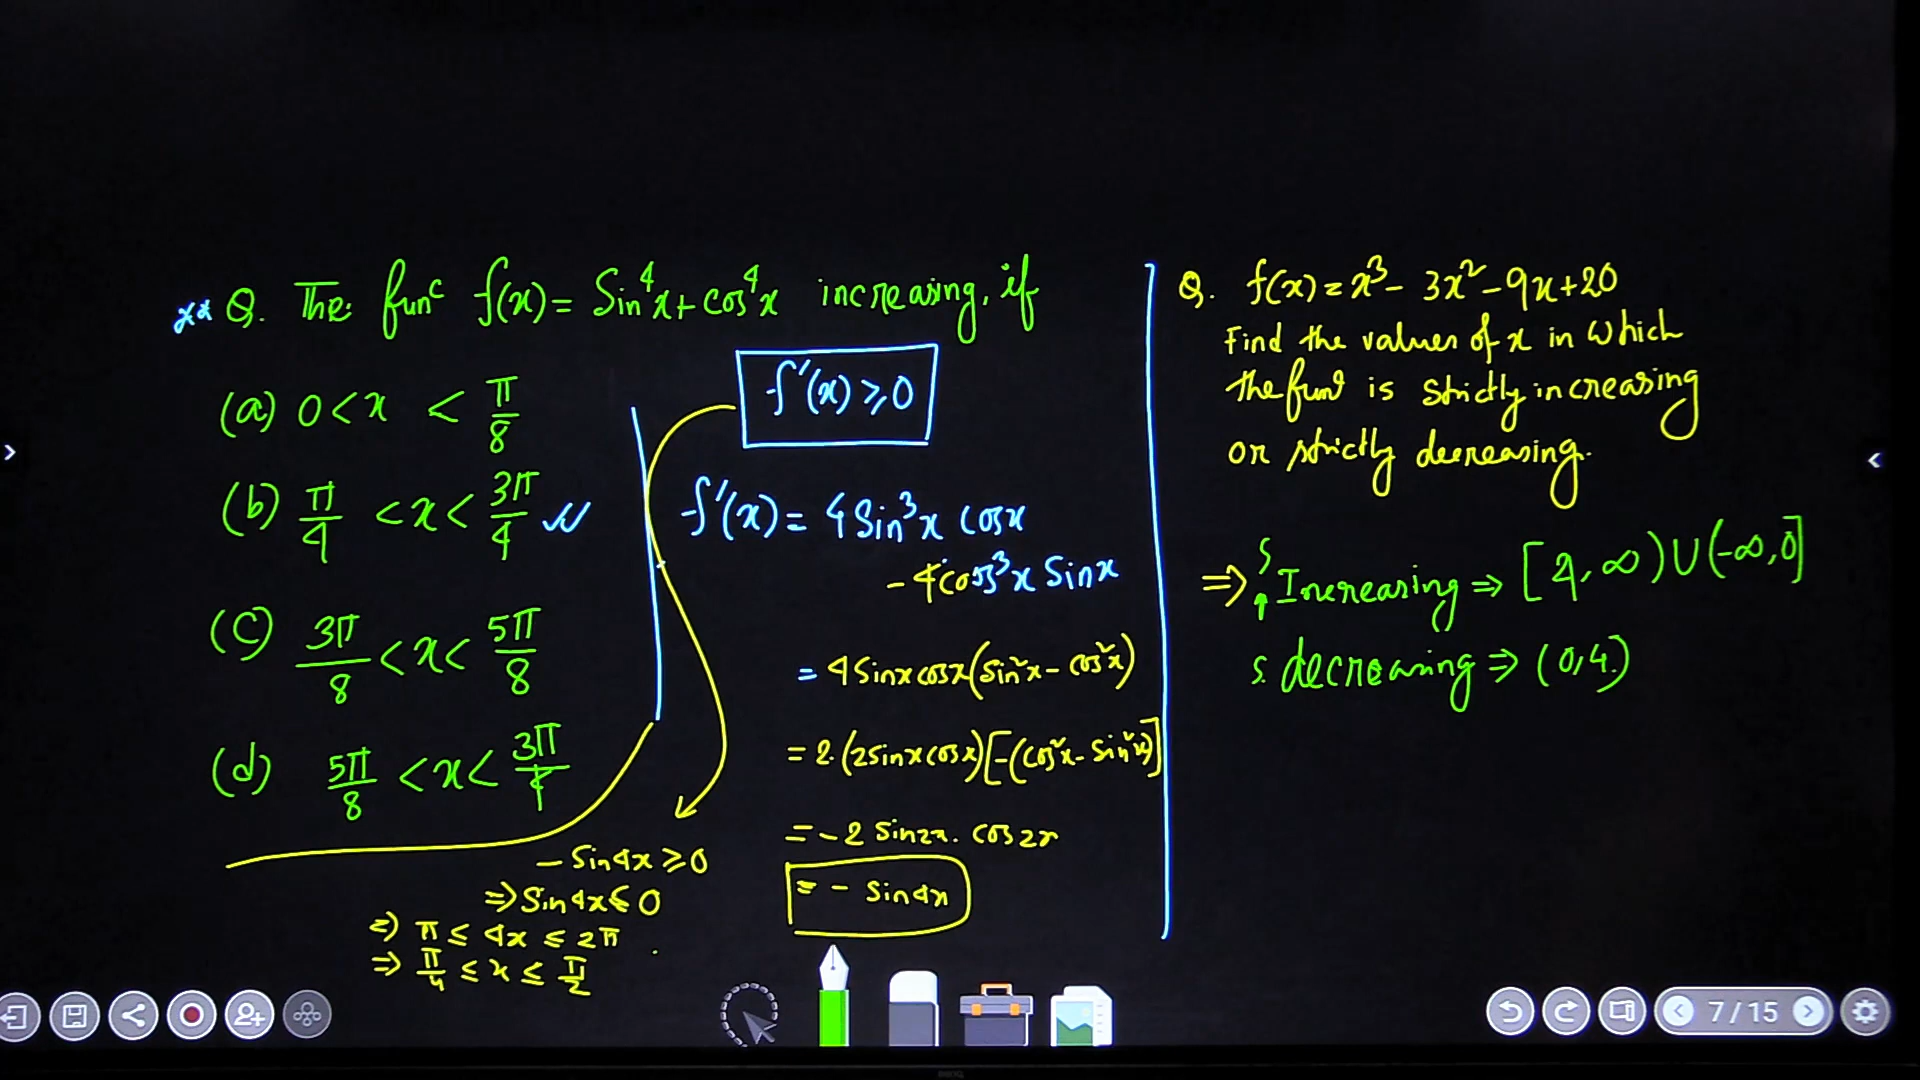 ** Q. The func f(x) = Sin⁴x + cos⁴x increasing, if
(a) 0 < x < π/8
(b) π/4 < x < 3π/4
(c) 3π/8 < x < 5π/8
(d) 5π/8 < x < 3π/4
f'(x) ⩾ 0
f'(x) = 4 Sin³x cosx
- 4 cos³x Sinx
= 4 Sinx cosx (Sin²x - cos²x)
= 2. (2sinx cosx) [-(cos²x - Sin²x)]
= - 2 Sin2x. cos2x
= - Sin4x
- Sin4x ⩾ 0
⇒ Sin4x ≤ 0
⇒ π ≤ 4x ≤ 2π
⇒ π/4 ≤ x ≤ π/2
Q. f(x) = x³ - 3x² - 9x + 20
Find the values of x in which
the func is strictly increasing
or strictly decreasing.
⇒ S↑ Increasing ⇒ [4, ∞) ∪ (-∞, 0]
S. decreasing ⇒ (0, 4)
7 / 15